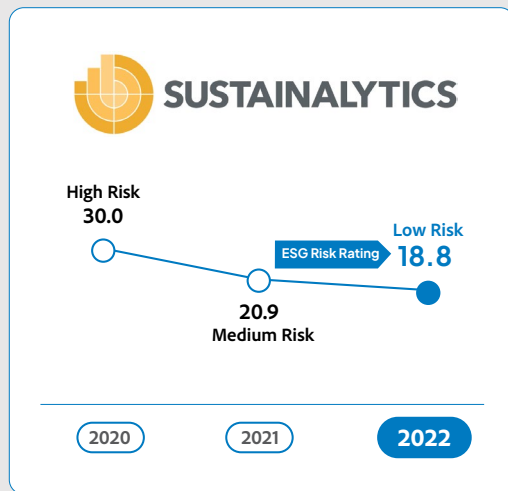 SUSTAINALYTICS
High Risk
30.0
Low Risk
ESG Risk Rating
18.8
20.9
Medium Risk
2020
2021
2022